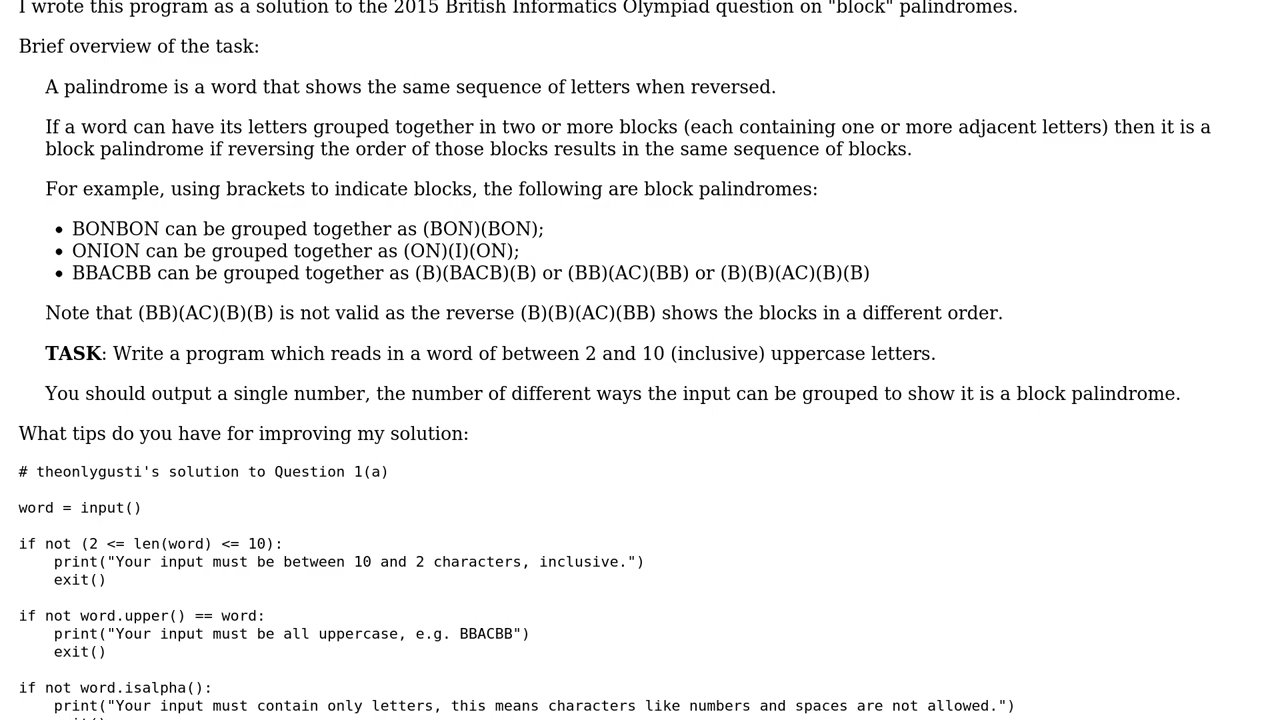 I wrote this program as a solution to the 2015 British Informatics Olympiad question on "block" palindromes.
Brief overview of the task:
A palindrome is a word that shows the same sequence of letters when reversed.
If a word can have its letters grouped together in two or more blocks (each containing one or more adjacent letters) then it is a
block palindrome if reversing the order of those blocks results in the same sequence of blocks.
For example, using brackets to indicate blocks, the following are block palindromes:
• BONBON can be grouped together as (BON)(BON);
• ONION can be grouped together as (ON)(I)(ON);
• BBACBB can be grouped together as (B)(BACB)(B) or (BB)(AC)(BB) or (B)(B)(AC)(B)(B)
Note that (BB)(AC)(B)(B) is not valid as the reverse (B)(B)(AC)(BB) shows the blocks in a different order.
TASK: Write a program which reads in a word of between 2 and 10 (inclusive) uppercase letters.
You should output a single number, the number of different ways the input can be grouped to show it is a block palindrome.
What tips do you have for improving my solution:
# theonlygusti's solution to Question 1(a)
word = input()
if not (2 <= len(word) <= 10):
    print("Your input must be between 10 and 2 characters, inclusive.")
    exit()
if not word.upper() == word:
    print("Your input must be all uppercase, e.g. BBACBB")
    exit()
if not word.isalpha():
    print("Your input must contain only letters, this means characters like numbers and spaces are not allowed.")